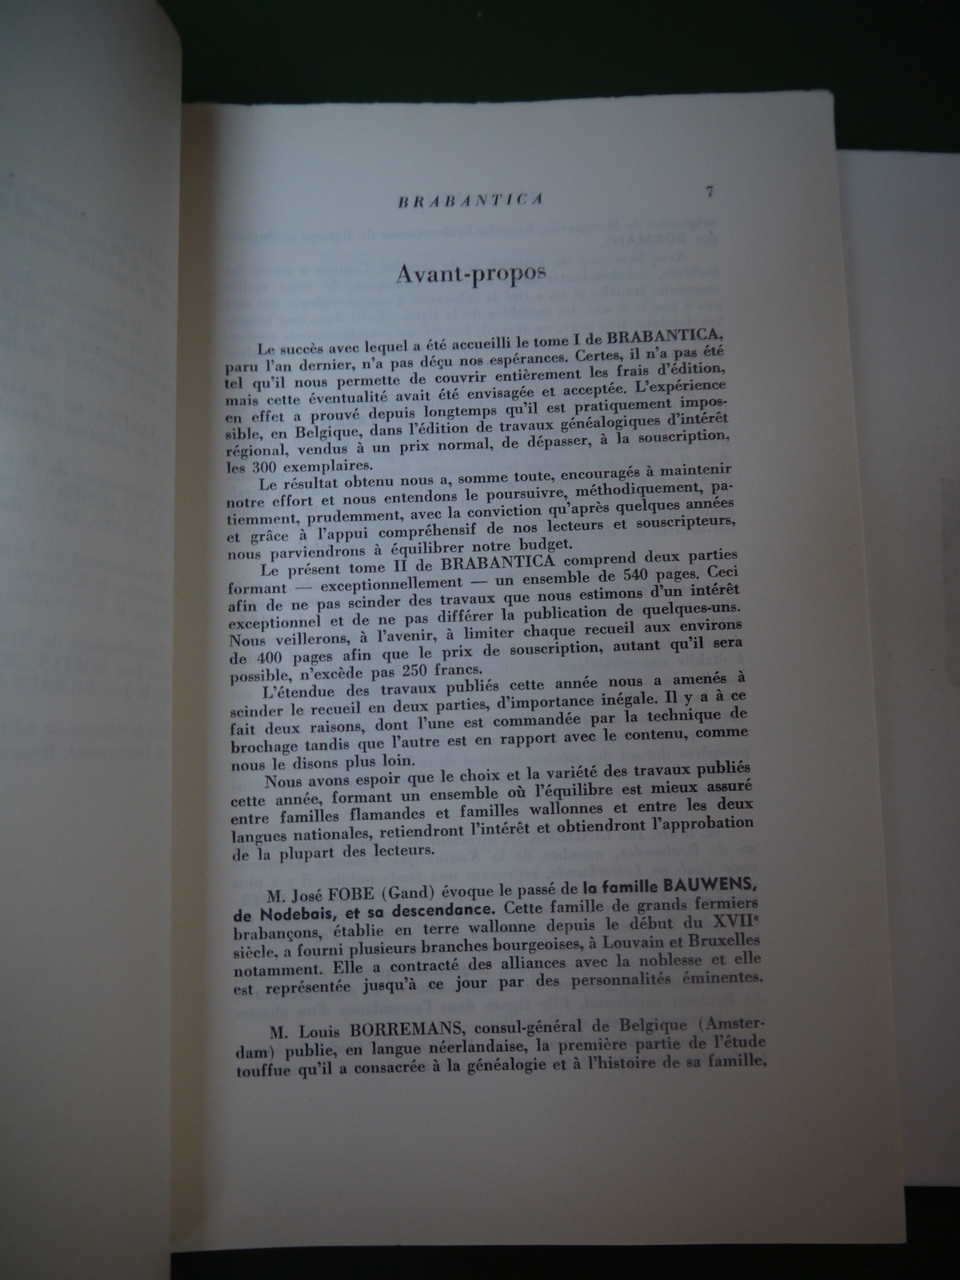 BRABANTICA
7
Avant-propos
Le succès avec lequel a été accueilli le tome I de BRABANTICA,
paru l'an dernier, n'a pas déçu nos espérances. Certes, il n'a pas été
tel qu'il nous permette de couvrir entièrement les frais d'édition,
mais cette éventualité avait été envisagée et acceptée. L'expérience
en effet a prouvé depuis longtemps qu'il est pratiquement impos-
sible, en Belgique, dans l'édition de travaux généalogiques d'intérêt
régional, vendus à un prix normal, de dépasser, à la souscription,
les 300 exemplaires.
Le résultat obtenu nous a, somme toute, encouragés à maintenir
notre effort et nous entendons le poursuivre, méthodiquement, pa-
tiemment, prudemment, avec la conviction qu'après quelques années
et grâce à l'appui compréhensif de nos lecteurs et souscripteurs,
nous parviendrons à équilibrer notre budget.
Le présent tome II de BRABANTICA comprend deux parties
formant — exceptionnellement — un ensemble de 540 pages. Ceci
afin de ne pas scinder des travaux que nous estimons d'un intérêt
exceptionnel et de ne pas différer la publication de quelques-uns.
Nous veillerons, à l'avenir, à limiter chaque recueil aux environs
de 400 pages afin que le prix de souscription, autant qu'il sera
possible, n'excède pas 250 francs.
L'étendue des travaux publiés cette année nous a amenés à
scinder le recueil en deux parties, d'importance inégale. Il y a à ce
fait deux raisons, dont l'une est commandée par la technique de
brochage tandis que l'autre est en rapport avec le contenu, comme
nous le disons plus loin.
Nous avons espoir que le choix et la variété des travaux publiés
cette année, formant un ensemble où l'équilibre est mieux assuré
entre familles flamandes et familles wallonnes et entre les deux
langues nationales, retiendront l'intérêt et obtiendront l'approbation
de la plupart des lecteurs.
M. José FOBE (Gand) évoque le passé de la famille BAUWENS,
de Nodebais, et sa descendance. Cette famille de grands fermiers
brabançons, établie en terre wallonne depuis le début du XVIIe
siècle, a fourni plusieurs branches bourgeoises, à Louvain et Bruxelles
notamment. Elle a contracté des alliances avec la noblesse et elle
est représentée jusqu'à ce jour par des personnalités éminentes.
M. Louis BORREMANS, consul-général de Belgique (Amster-
dam) publie, en langue néerlandaise, la première partie de l'étude
touffue qu'il a consacrée à la généalogie et à l'histoire de sa famille,